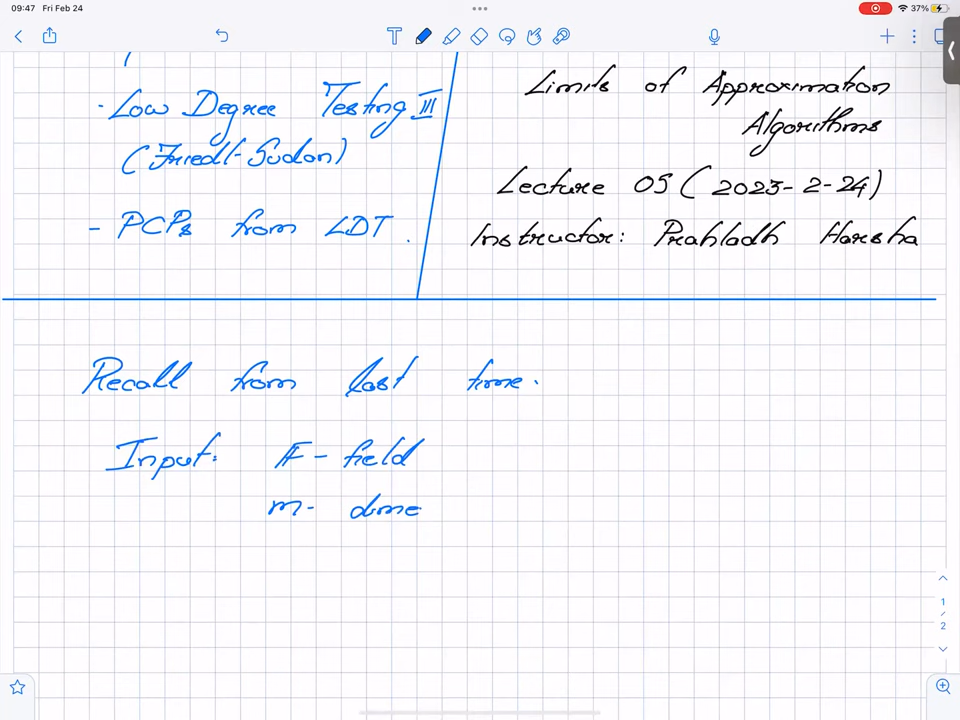 09:47 Fri Feb 24
37%
· Low Degree Testing III
(Friedl-Sudan)
- PCPs from LDT.
Limits of Approximation
Algorithms
Lecture 05 (2023-2-24)
Instructor: Prahladh Harsha
Recall from last time.
Input: F - field
m - dime
1
2